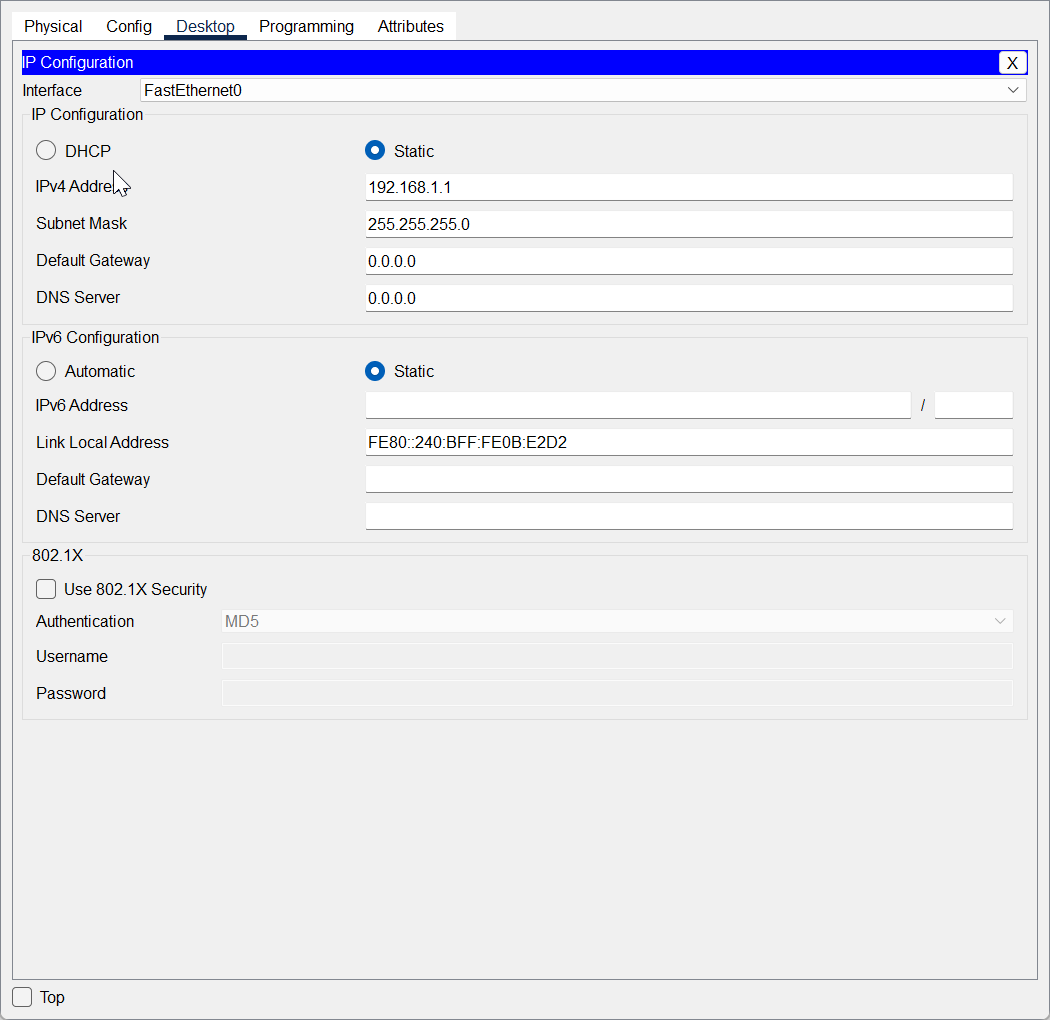 Physical Config Desktop Programming Attributes
IP Configuration X
Interface FastEthernet0
IP Configuration
DHCP Static
IPv4 192.168.1.1
Subnet Mask 255.255.255.0
Default Gateway 0.0.0.0
DNS Server 0.0.0.0
IPv6 Configuration
Automatic Static
IPv6 Address /
Link Local Address FE80::240:BFF:FE0B:E2D2
Default Gateway
DNS Server
802.1X
Use 802.1X Security
Authentication MD5
Username
Password
Top